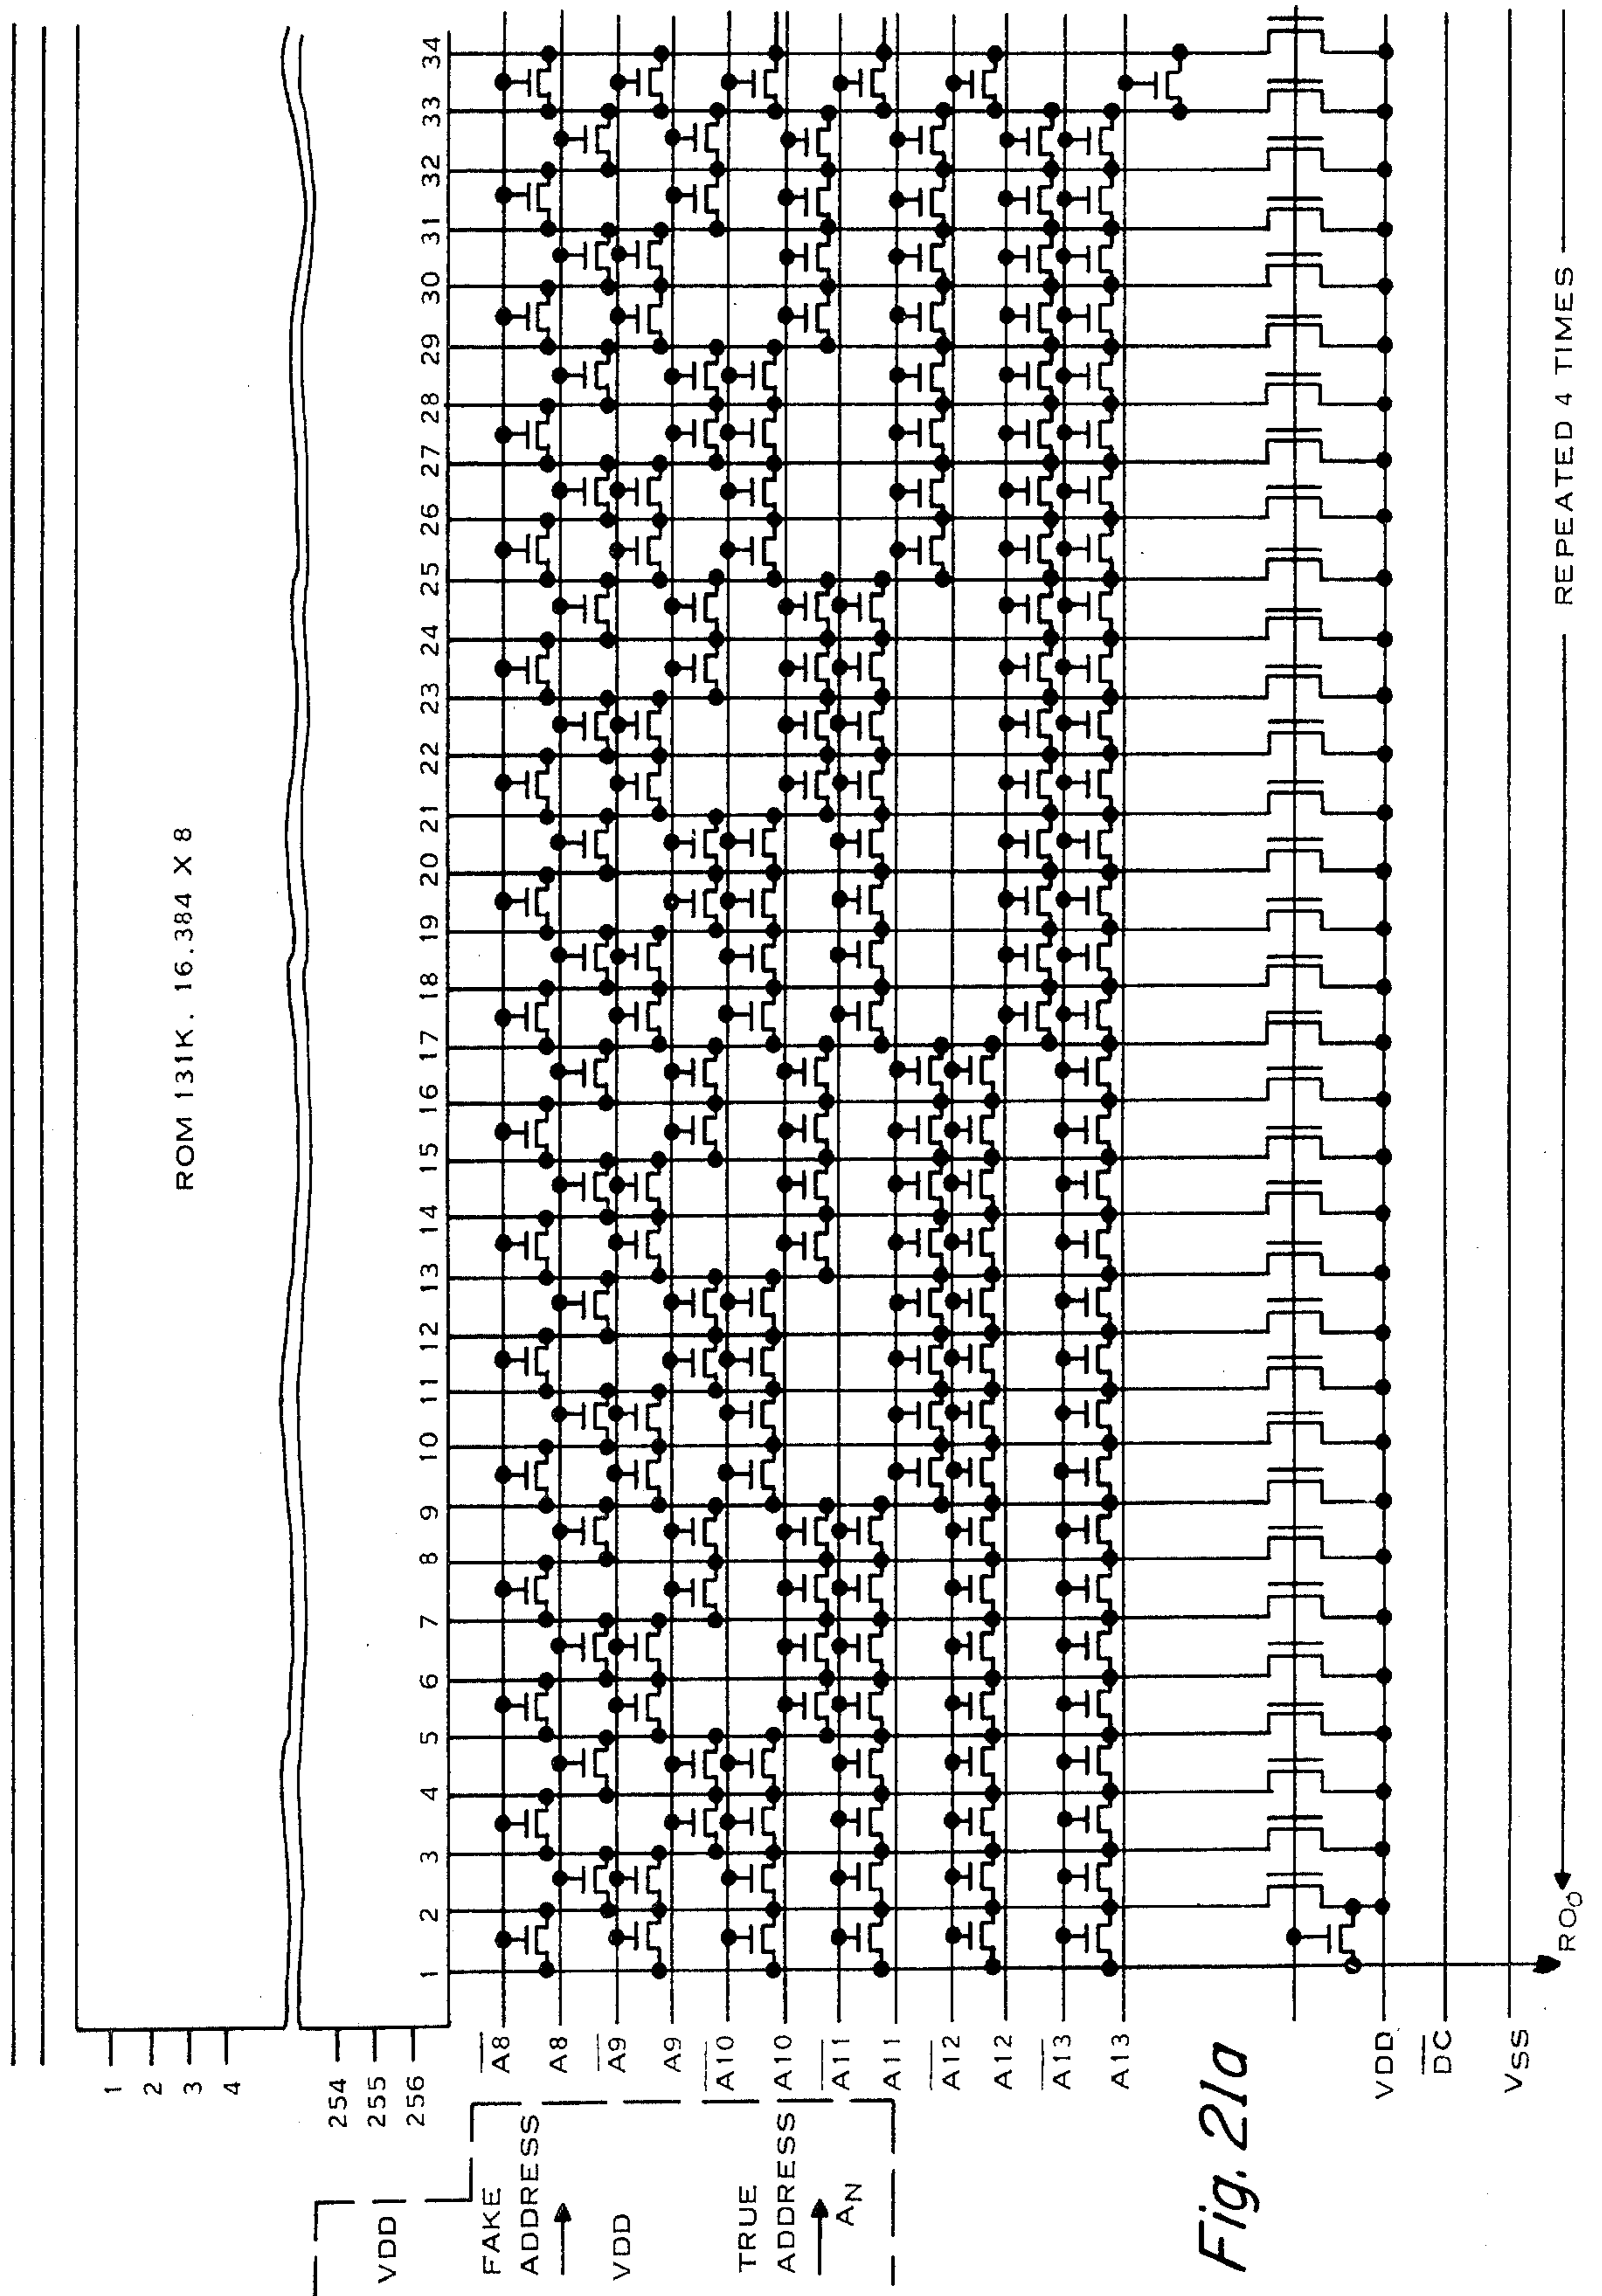 ROM 131K. 16.384 X 8
1
2
3
4
254
255
256
1 2 3 4 5 6 7 8 9 10 11 12 13 14 15 16 17 18 19 20 21 22 23 24 25 26 27 28 29 30 31 32 33 34
A8
A8
A9
A9
A10
A10
A11
A11
A12
A12
A13
A13
VDD
DC
VSS
VDD
FAKE
ADDRESS
VDD
TRUE
ADDRESS
AN
RO0
REPEATED 4 TIMES
Fig. 21a